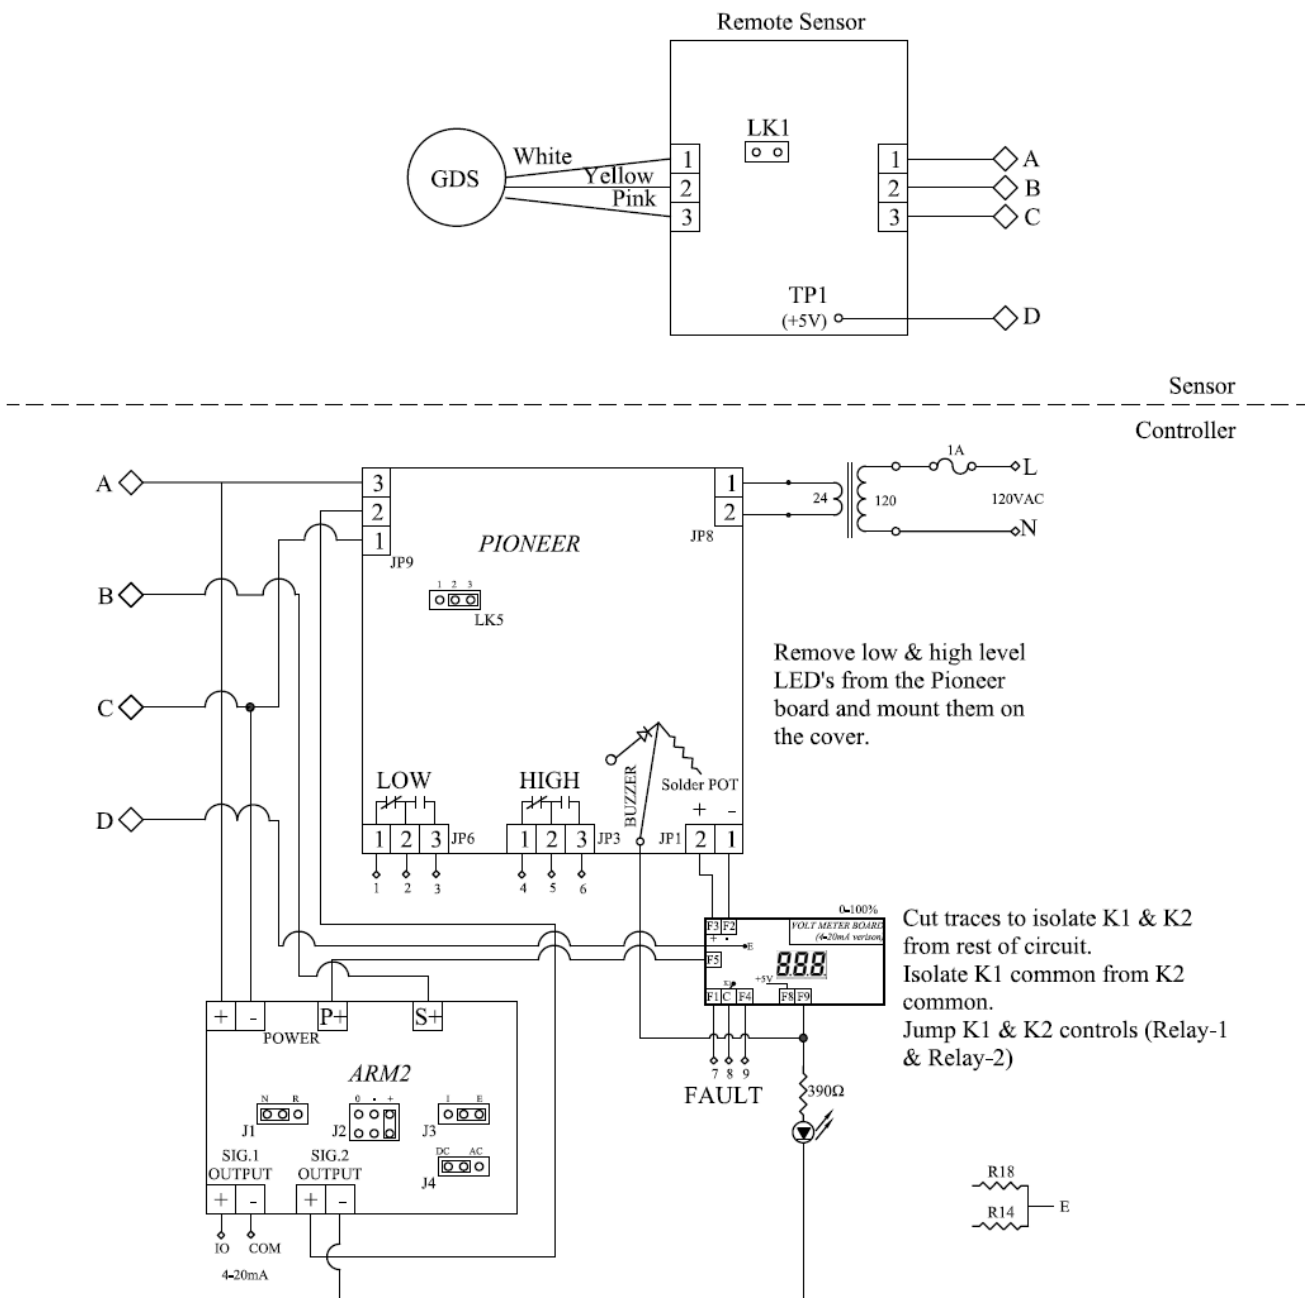 Remote Sensor
LK1
GDS
White
Yellow
Pink
1
2
3
1
2
3
A
B
C
TP1
(+5V)
D
Sensor
Controller
A
B
C
D
3
2
1
JP9
PIONEER
1 2 3
LK5
1
2
JP8
24
120
1A
L
120VAC
N
Remove low & high level
LED's from the Pioneer
board and mount them on
the cover.
LOW
HIGH
BUZZER
Solder POT
+ -
1 2 3 JP6
1 2 3 JP3
JP1 2 1
1 2 3
4 5 6
0-100%
F3 F2
+ -
VOLT METER BOARD
(4-20mA verison)
E
F5
888
+5V
F1 C F4
F8 F9
7 8 9
FAULT
Cut traces to isolate K1 & K2
from rest of circuit.
Isolate K1 common from K2
common.
Jump K1 & K2 controls (Relay-1
& Relay-2)
390Ω
+ -
POWER
P+
S+
ARM2
N R
J1
0 - +
J2
I E
J3
DC AC
J4
SIG.1
OUTPUT
SIG.2
OUTPUT
+ -
+ -
IO COM
4-20mA
R18
R14
E